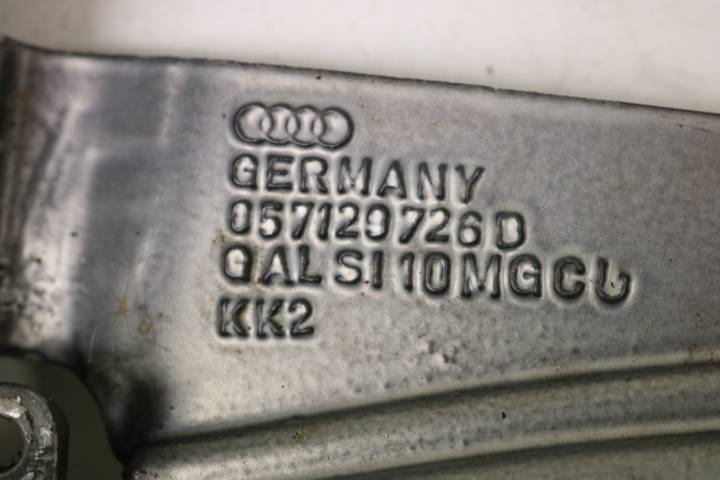 GERMANY
057129726D
GALSI10MGCU
KK2